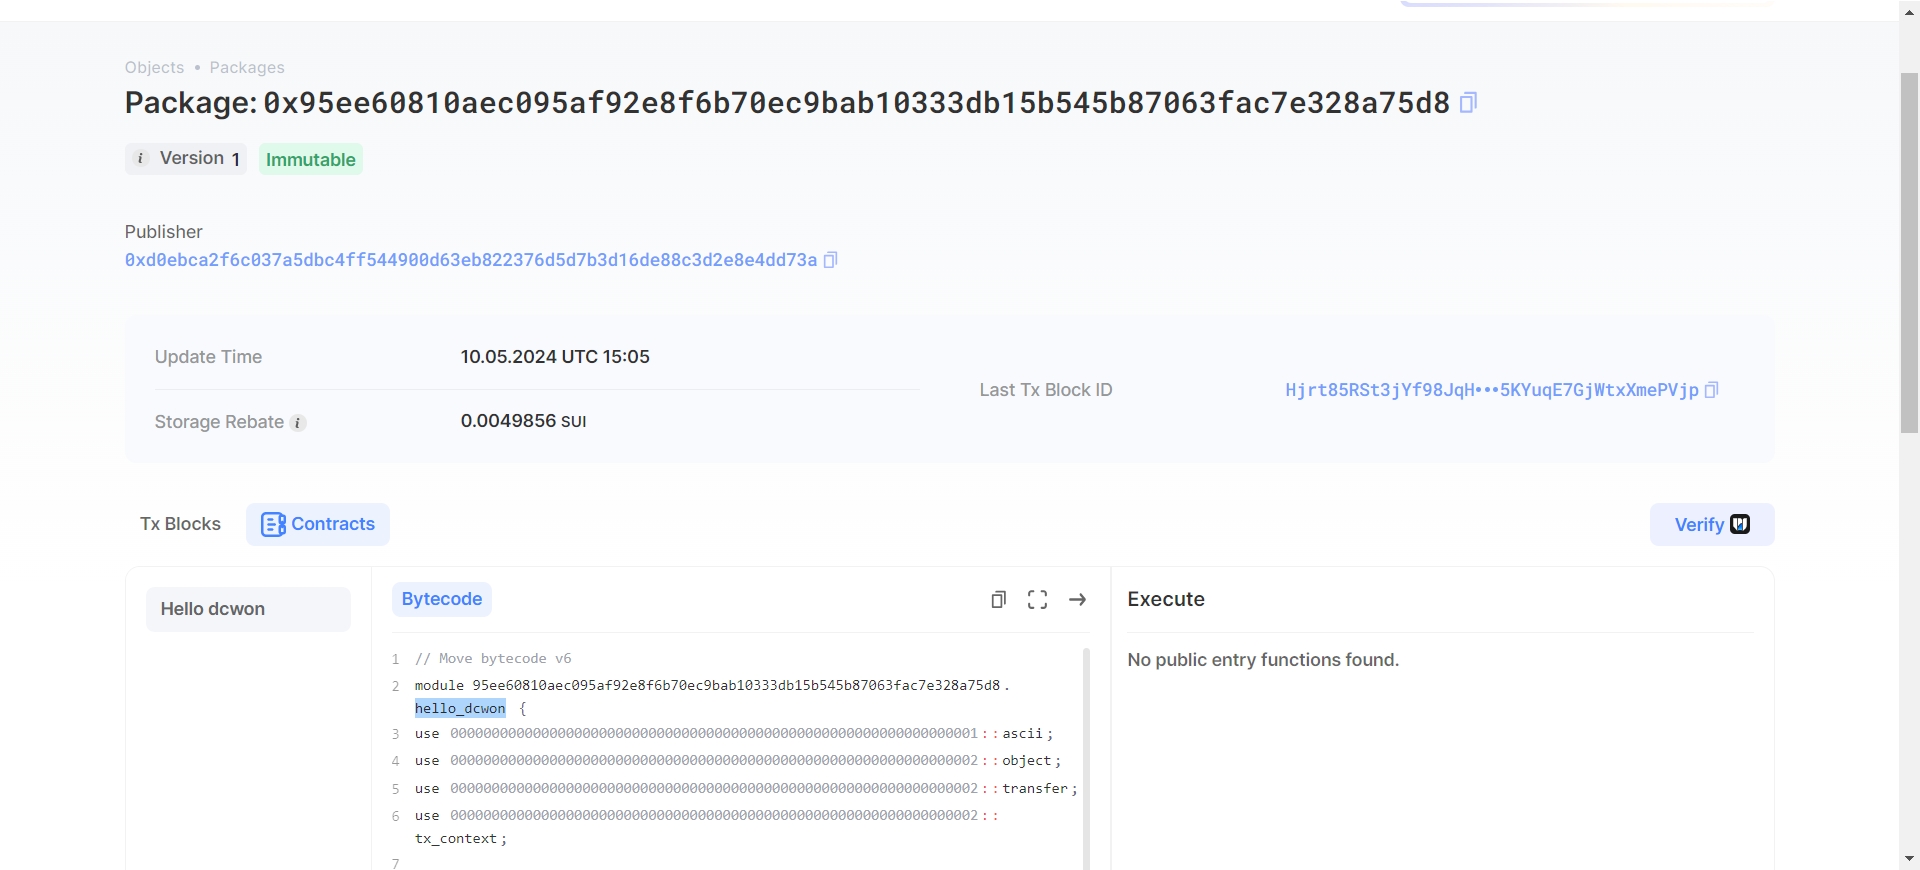 Objects • Packages
Package: 0x95ee60810aec095af92e8f6b70ec9bab10333db15b545b87063fac7e328a75d8
i Version 1 Immutable
Publisher
0xd0ebca2f6c037a5dbc4ff544900d63eb822376d5d7b3d16de88c3d2e8e4dd73a
Update Time 10.05.2024 UTC 15:05
Last Tx Block ID Hjrt85RSt3jYf98JqH•••5KYuqE7GjWtxXmePVjp
Storage Rebate i 0.0049856 SUI
Tx Blocks Contracts Verify
Hello dcwon
Bytecode
1 // Move bytecode v6
2 module 95ee60810aec095af92e8f6b70ec9bab10333db15b545b87063fac7e328a75d8.
hello_dcwon {
3 use 0000000000000000000000000000000000000000000000000000000000000001::ascii;
4 use 0000000000000000000000000000000000000000000000000000000000000002::object;
5 use 0000000000000000000000000000000000000000000000000000000000000002::transfer;
6 use 0000000000000000000000000000000000000000000000000000000000000002::
tx_context;
7
Execute
No public entry functions found.